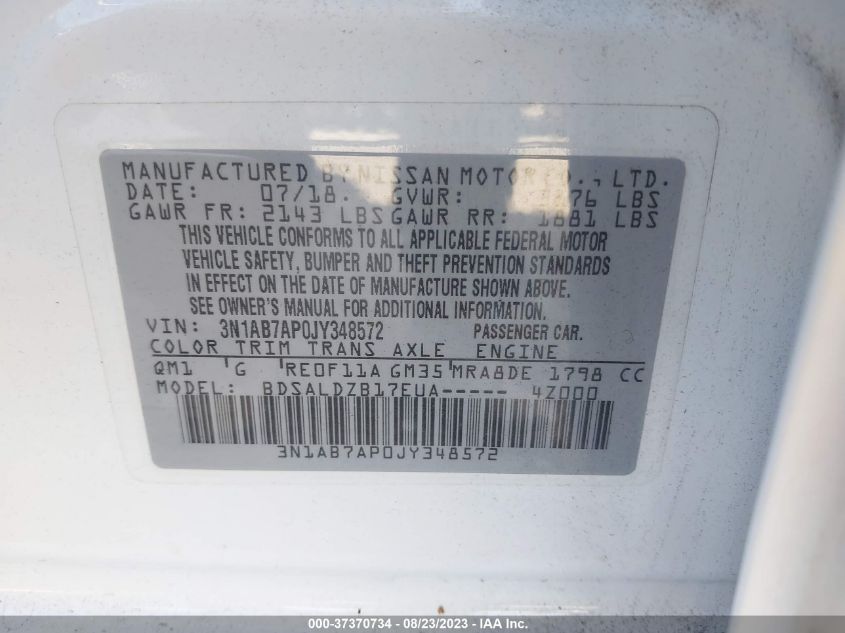 MANUFACTURED BY NISSAN MOTOR CO., LTD.
DATE: 07/18. GVWR: LBS
GAWR FR: 2143 LBS GAWR RR: 1881 LBS
THIS VEHICLE CONFORMS TO ALL APPLICABLE FEDERAL MOTOR
VEHICLE SAFETY, BUMPER AND THEFT PREVENTION STANDARDS
IN EFFECT ON THE DATE OF MANUFACTURE SHOWN ABOVE.
SEE OWNER'S MANUAL FOR ADDITIONAL INFORMATION.
VIN: 3N1AB7AP0JY348572 PASSENGER CAR.
COLOR TRIM TRANS AXLE ENGINE
QM1 G RE0F11A GM35 MRA8DE 1798 CC
MODEL: BDSALDZB17EUA----- 4Z000
3N1AB7AP0JY348572
000-37370734 - 08/23/2023 - IAA Inc.